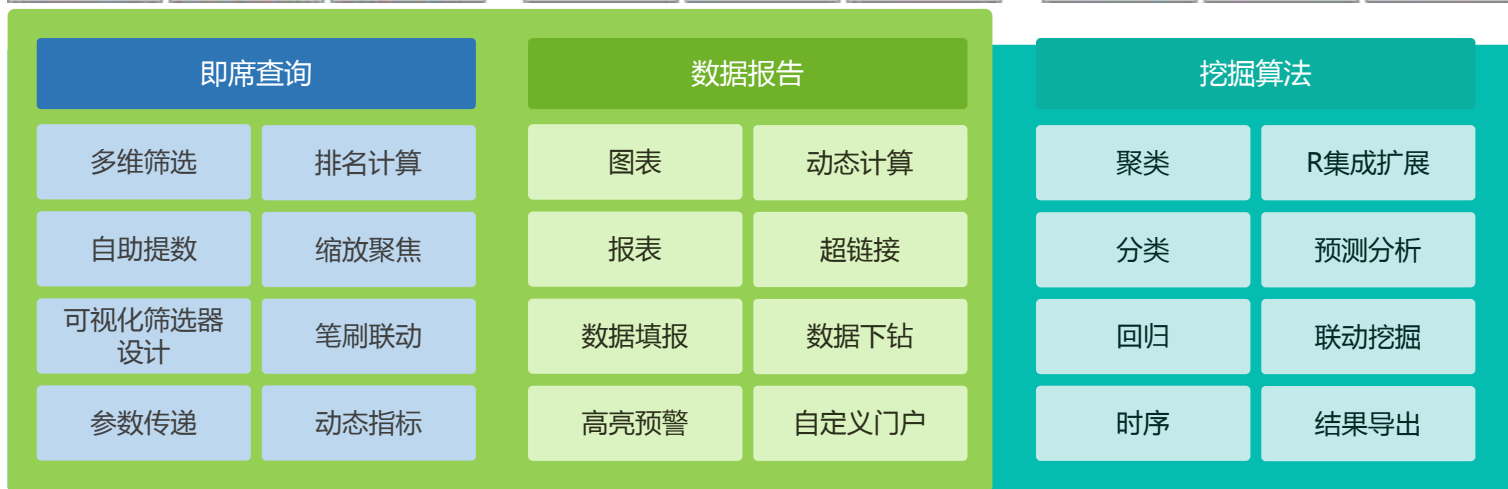 即席查询
多维筛选
排名计算
自助提数
缩放聚焦
可视化筛选器
设计
笔刷联动
参数传递
动态指标
数据报告
图表
动态计算
报表
超链接
数据填报
数据下钻
高亮预警
自定义门户
挖掘算法
聚类
R集成扩展
分类
预测分析
回归
联动挖掘
时序
结果导出